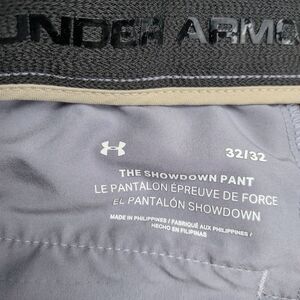 UNDER ARMO
32/32
THE SHOWDOWN PANT
LE PANTALON ÉPREUVE DE FORCE
EL PANTALÓN SHOWDOWN
MADE IN PHILIPPINES / FABRIQUÉ AUX PHILIPPINES /
HECHO EN FILIPINAS